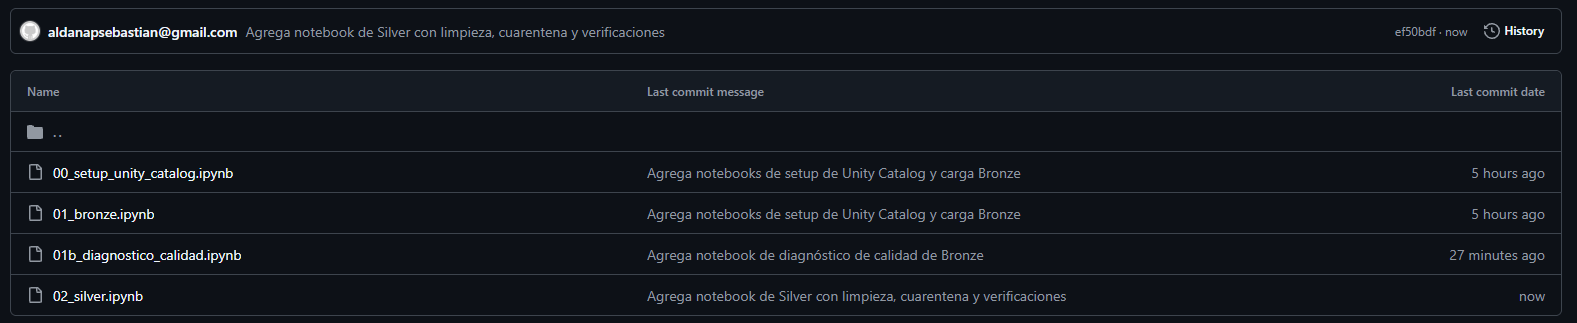 aldanapsebastian@gmail.com Agrega notebook de Silver con limpieza, cuarentena y verificaciones ef50bdf · now History
Name Last commit message Last commit date
..
00_setup_unity_catalog.ipynb Agrega notebooks de setup de Unity Catalog y carga Bronze 5 hours ago
01_bronze.ipynb Agrega notebooks de setup de Unity Catalog y carga Bronze 5 hours ago
01b_diagnostico_calidad.ipynb Agrega notebook de diagnóstico de calidad de Bronze 27 minutes ago
02_silver.ipynb Agrega notebook de Silver con limpieza, cuarentena y verificaciones now